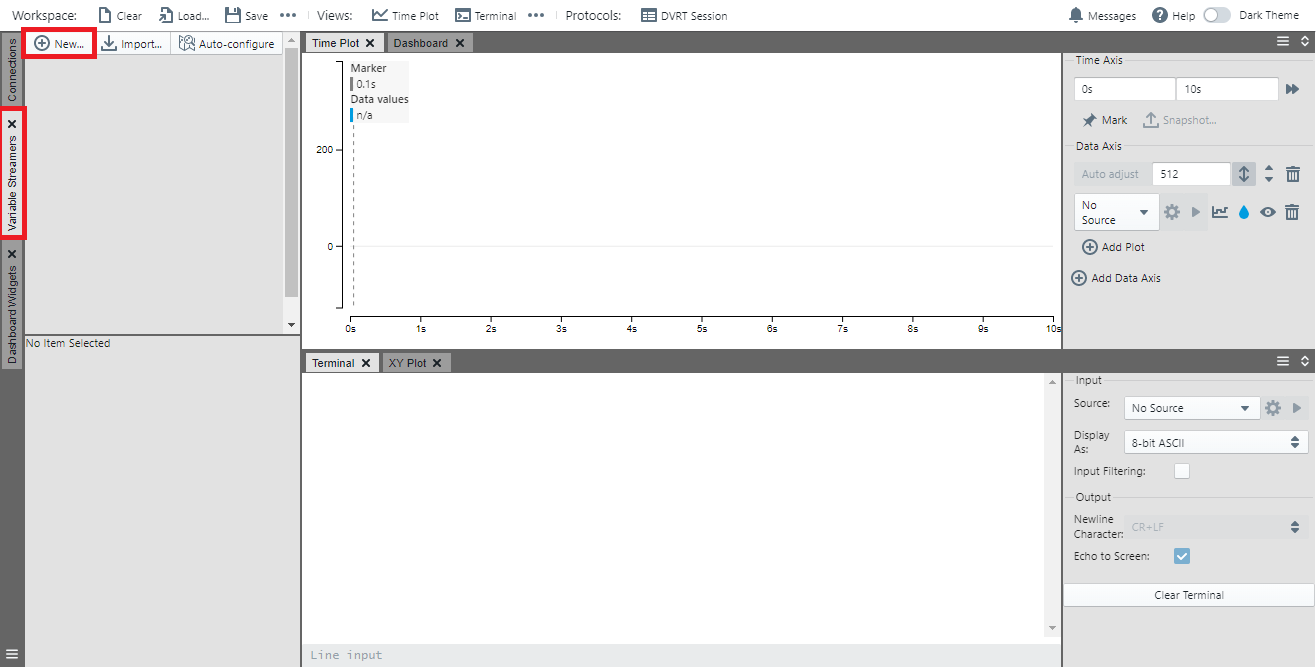 Workspace: Clear Load... Save ••• Views: Time Plot Terminal ••• Protocols: DVRT Session Messages Help Dark Theme
Connections
Variable Streamers
Dashboard Widgets
New... Import... Auto-configure
No Item Selected
Time Plot Dashboard
Marker
0.1s
Data values
n/a
200
0
0s 1s 2s 3s 4s 5s 6s 7s 8s 9s 10s
Time Axis
0s 10s
Mark Snapshot...
Data Axis
Auto adjust 512
No
Source
Add Plot
Add Data Axis
Terminal XY Plot
Line input
Input
Source: No Source
Display
As: 8-bit ASCII
Input Filtering:
Output
Newline
Character: CR+LF
Echo to Screen:
Clear Terminal